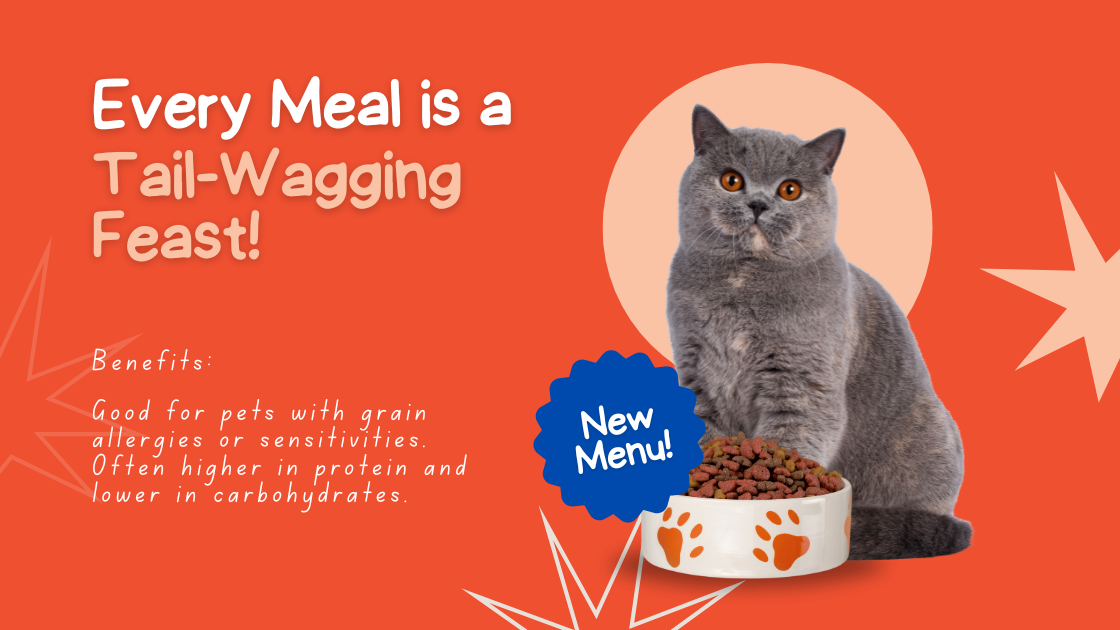 Every Meal is a
Tail-Wagging
Feast!
Benefits:
Good for pets with grain
allergies or sensitivities.
Often higher in protein and
lower in carbohydrates.
New
Menu!